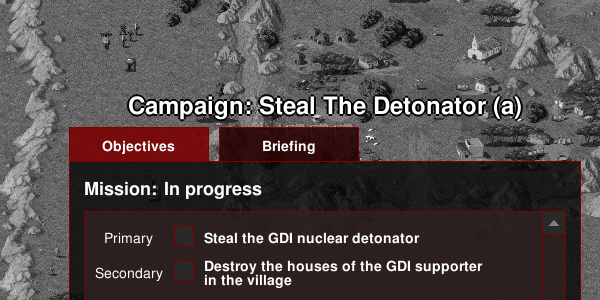 Campaign: Steal The Detonator (a)
Objectives
Briefing
Mission: In progress
Primary
Steal the GDI nuclear detonator
Secondary
Destroy the houses of the GDI supporter
in the village